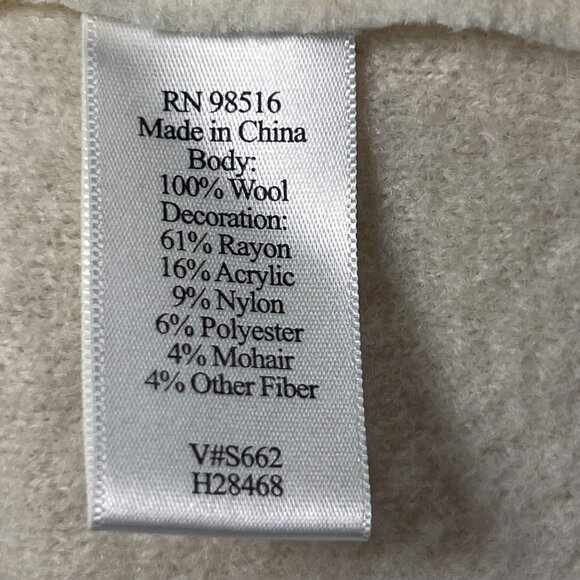 RN 98516
Made in China
Body:
100% Wool
Decoration:
61% Rayon
16% Acrylic
9% Nylon
6% Polyester
4% Mohair
4% Other Fiber
V#S662
H28468